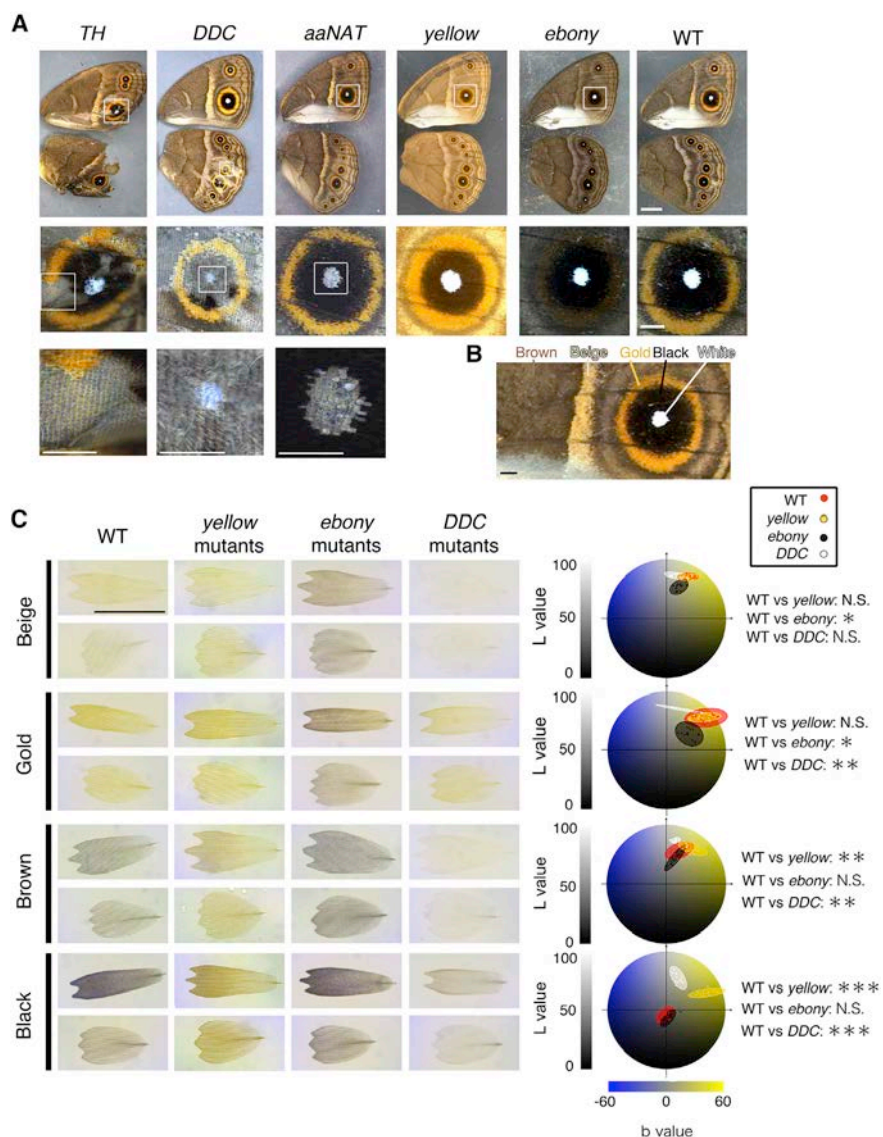 A
TH DDC aaNAT yellow ebony WT
B
Brown Beige Gold Black White
C
WT yellow mutants ebony mutants DDC mutants
WT
yellow
ebony
DDC
Beige
L value
100
50
0
WT vs yellow: N.S.
WT vs ebony: *
WT vs DDC: N.S.
Gold
L value
100
50
0
WT vs yellow: N.S.
WT vs ebony: *
WT vs DDC: **
Brown
L value
100
50
0
WT vs yellow: **
WT vs ebony: N.S.
WT vs DDC: **
Black
L value
100
50
0
WT vs yellow: ***
WT vs ebony: N.S.
WT vs DDC: ***
-60 0 60
b value